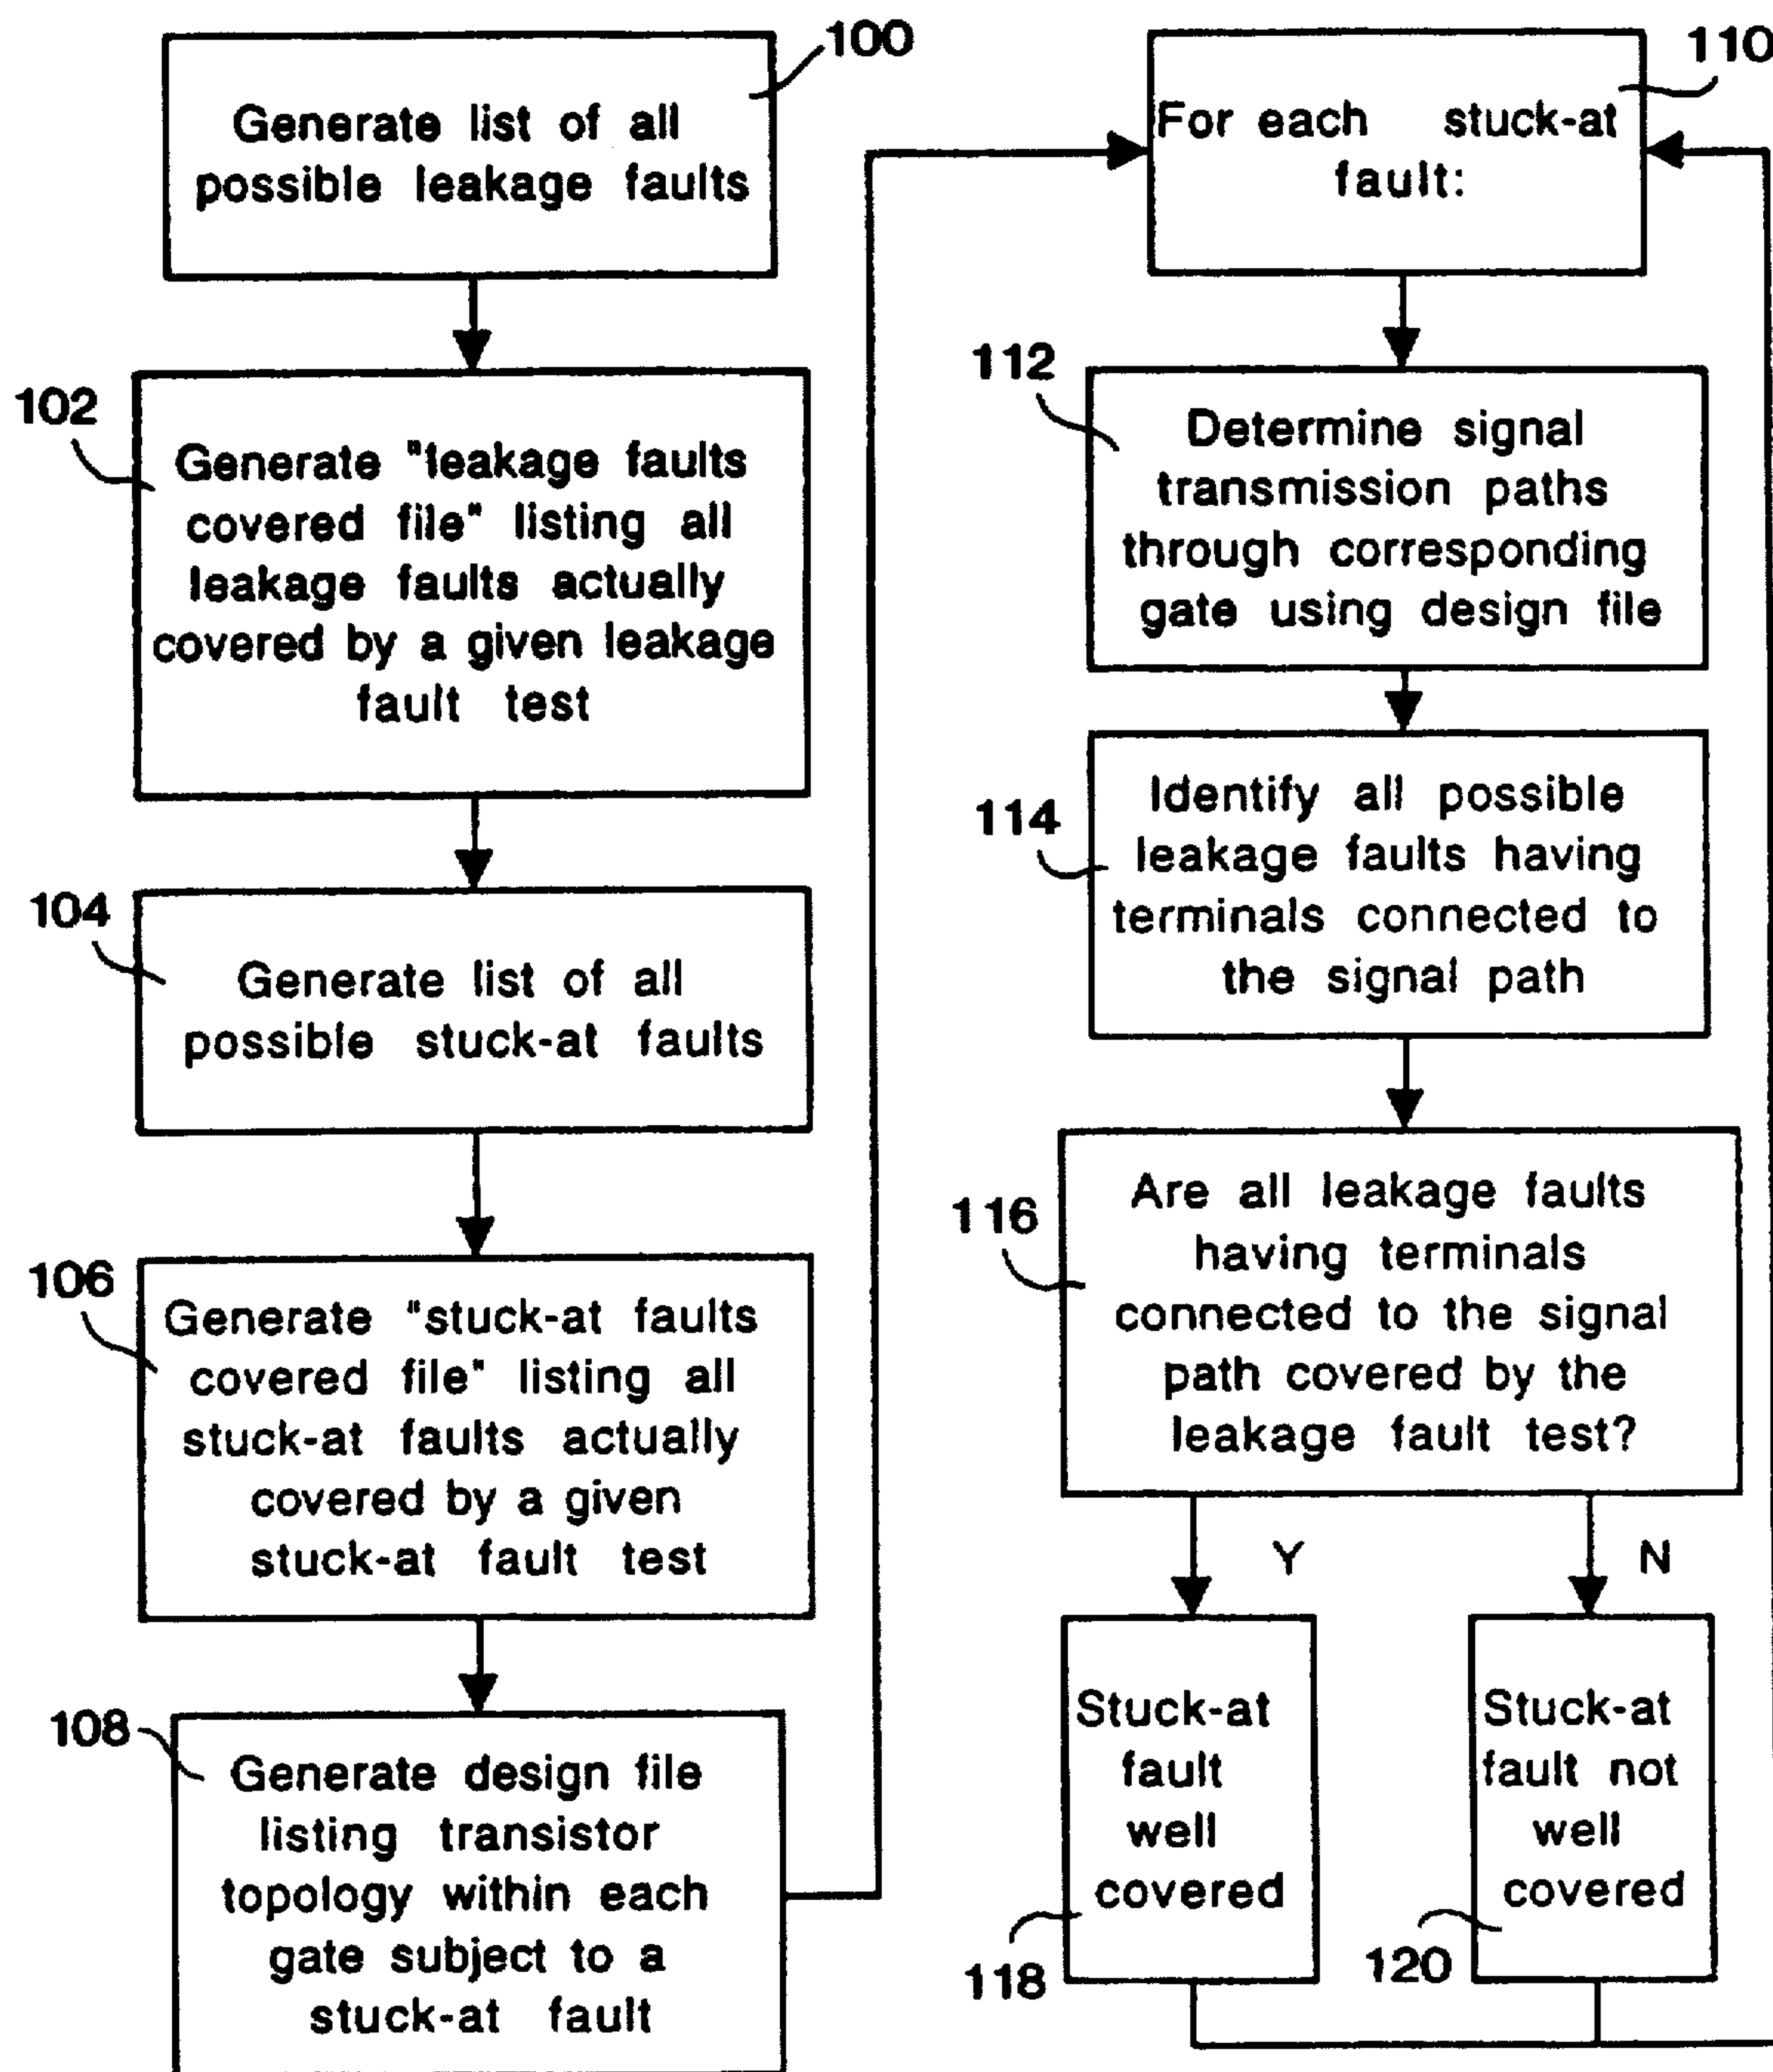 100
Generate list of all
possible leakage faults
102
Generate "leakage faults
covered file" listing all
leakage faults actually
covered by a given leakage
fault test
104
Generate list of all
possible stuck-at faults
106
Generate "stuck-at faults
covered file" listing all
stuck-at faults actually
covered by a given
stuck-at fault test
108
Generate design file
listing transistor
topology within each
gate subject to a
stuck-at fault
110
For each stuck-at
fault:
112
Determine signal
transmission paths
through corresponding
gate using design file
114
Identify all possible
leakage faults having
terminals connected to
the signal path
116
Are all leakage faults
having terminals
connected to the signal
path covered by the
leakage fault test?
Y
N
Stuck-at
fault
well
covered
118
Stuck-at
fault not
well
covered
120